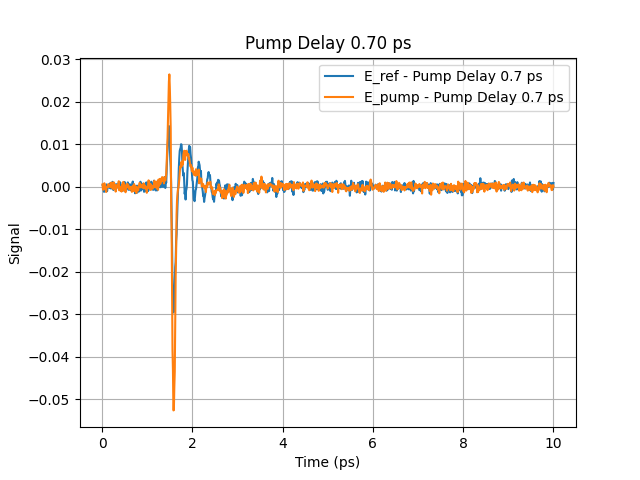 Pump Delay 0.70 ps
E_ref - Pump Delay 0.7 ps
E_pump - Pump Delay 0.7 ps
0.03
0.02
0.01
0.00
−0.01
−0.02
−0.03
−0.04
−0.05
Signal
0 2 4 6 8 10
Time (ps)